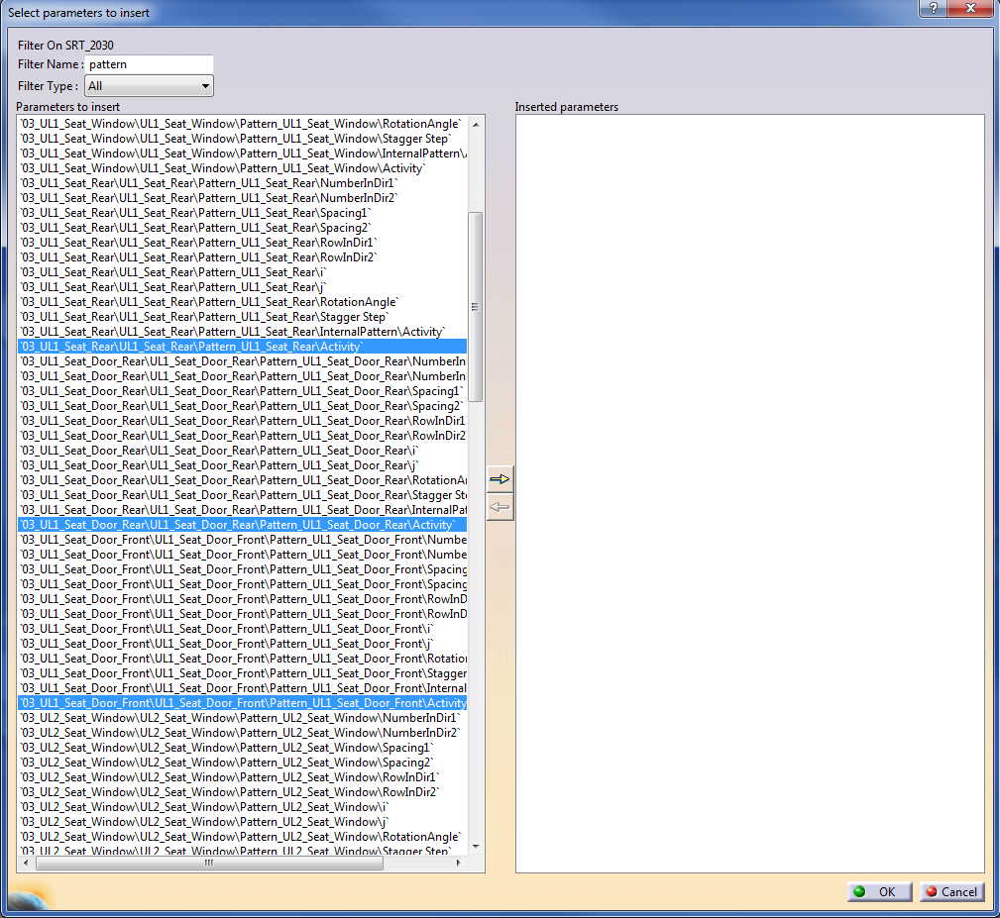 Select parameters to insert
?
Filter On SRT_2030
Filter Name : pattern
Filter Type : All
Parameters to insert
Inserted parameters
`03_UL1_Seat_Window\UL1_Seat_Window\Pattern_UL1_Seat_Window\RotationAngle`
`03_UL1_Seat_Window\UL1_Seat_Window\Pattern_UL1_Seat_Window\Stagger Step`
`03_UL1_Seat_Window\UL1_Seat_Window\Pattern_UL1_Seat_Window\InternalPattern\
`03_UL1_Seat_Window\UL1_Seat_Window\Pattern_UL1_Seat_Window\Activity`
`03_UL1_Seat_Rear\UL1_Seat_Rear\Pattern_UL1_Seat_Rear\NumberInDir1`
`03_UL1_Seat_Rear\UL1_Seat_Rear\Pattern_UL1_Seat_Rear\NumberInDir2`
`03_UL1_Seat_Rear\UL1_Seat_Rear\Pattern_UL1_Seat_Rear\Spacing1`
`03_UL1_Seat_Rear\UL1_Seat_Rear\Pattern_UL1_Seat_Rear\Spacing2`
`03_UL1_Seat_Rear\UL1_Seat_Rear\Pattern_UL1_Seat_Rear\RowInDir1`
`03_UL1_Seat_Rear\UL1_Seat_Rear\Pattern_UL1_Seat_Rear\RowInDir2`
`03_UL1_Seat_Rear\UL1_Seat_Rear\Pattern_UL1_Seat_Rear\i`
`03_UL1_Seat_Rear\UL1_Seat_Rear\Pattern_UL1_Seat_Rear\j`
`03_UL1_Seat_Rear\UL1_Seat_Rear\Pattern_UL1_Seat_Rear\RotationAngle`
`03_UL1_Seat_Rear\UL1_Seat_Rear\Pattern_UL1_Seat_Rear\Stagger Step`
`03_UL1_Seat_Rear\UL1_Seat_Rear\Pattern_UL1_Seat_Rear\InternalPattern\Activity`
`03_UL1_Seat_Rear\UL1_Seat_Rear\Pattern_UL1_Seat_Rear\Activity`
`03_UL1_Seat_Door_Rear\UL1_Seat_Door_Rear\Pattern_UL1_Seat_Door_Rear\NumberIn
`03_UL1_Seat_Door_Rear\UL1_Seat_Door_Rear\Pattern_UL1_Seat_Door_Rear\NumberIn
`03_UL1_Seat_Door_Rear\UL1_Seat_Door_Rear\Pattern_UL1_Seat_Door_Rear\Spacing1`
`03_UL1_Seat_Door_Rear\UL1_Seat_Door_Rear\Pattern_UL1_Seat_Door_Rear\Spacing2`
`03_UL1_Seat_Door_Rear\UL1_Seat_Door_Rear\Pattern_UL1_Seat_Door_Rear\RowInDir1
`03_UL1_Seat_Door_Rear\UL1_Seat_Door_Rear\Pattern_UL1_Seat_Door_Rear\RowInDir2
`03_UL1_Seat_Door_Rear\UL1_Seat_Door_Rear\Pattern_UL1_Seat_Door_Rear\i`
`03_UL1_Seat_Door_Rear\UL1_Seat_Door_Rear\Pattern_UL1_Seat_Door_Rear\j`
`03_UL1_Seat_Door_Rear\UL1_Seat_Door_Rear\Pattern_UL1_Seat_Door_Rear\RotationA
`03_UL1_Seat_Door_Rear\UL1_Seat_Door_Rear\Pattern_UL1_Seat_Door_Rear\Stagger St
`03_UL1_Seat_Door_Rear\UL1_Seat_Door_Rear\Pattern_UL1_Seat_Door_Rear\InternalPat
`03_UL1_Seat_Door_Rear\UL1_Seat_Door_Rear\Pattern_UL1_Seat_Door_Rear\Activity`
`03_UL1_Seat_Door_Front\UL1_Seat_Door_Front\Pattern_UL1_Seat_Door_Front\Numbe
`03_UL1_Seat_Door_Front\UL1_Seat_Door_Front\Pattern_UL1_Seat_Door_Front\Numbe
`03_UL1_Seat_Door_Front\UL1_Seat_Door_Front\Pattern_UL1_Seat_Door_Front\Spacing
`03_UL1_Seat_Door_Front\UL1_Seat_Door_Front\Pattern_UL1_Seat_Door_Front\Spacing
`03_UL1_Seat_Door_Front\UL1_Seat_Door_Front\Pattern_UL1_Seat_Door_Front\RowInD
`03_UL1_Seat_Door_Front\UL1_Seat_Door_Front\Pattern_UL1_Seat_Door_Front\RowInD
`03_UL1_Seat_Door_Front\UL1_Seat_Door_Front\Pattern_UL1_Seat_Door_Front\i`
`03_UL1_Seat_Door_Front\UL1_Seat_Door_Front\Pattern_UL1_Seat_Door_Front\j`
`03_UL1_Seat_Door_Front\UL1_Seat_Door_Front\Pattern_UL1_Seat_Door_Front\Rotation
`03_UL1_Seat_Door_Front\UL1_Seat_Door_Front\Pattern_UL1_Seat_Door_Front\Stagger
`03_UL1_Seat_Door_Front\UL1_Seat_Door_Front\Pattern_UL1_Seat_Door_Front\Internal
`03_UL1_Seat_Door_Front\UL1_Seat_Door_Front\Pattern_UL1_Seat_Door_Front\Activity
`03_UL2_Seat_Window\UL2_Seat_Window\Pattern_UL2_Seat_Window\NumberInDir1`
`03_UL2_Seat_Window\UL2_Seat_Window\Pattern_UL2_Seat_Window\NumberInDir2`
`03_UL2_Seat_Window\UL2_Seat_Window\Pattern_UL2_Seat_Window\Spacing1`
`03_UL2_Seat_Window\UL2_Seat_Window\Pattern_UL2_Seat_Window\Spacing2`
`03_UL2_Seat_Window\UL2_Seat_Window\Pattern_UL2_Seat_Window\RowInDir1`
`03_UL2_Seat_Window\UL2_Seat_Window\Pattern_UL2_Seat_Window\RowInDir2`
`03_UL2_Seat_Window\UL2_Seat_Window\Pattern_UL2_Seat_Window\i`
`03_UL2_Seat_Window\UL2_Seat_Window\Pattern_UL2_Seat_Window\j`
`03_UL2_Seat_Window\UL2_Seat_Window\Pattern_UL2_Seat_Window\RotationAngle`
`03_UL2_Seat_Window\UL2_Seat_Window\Pattern_UL2_Seat_Window\Stagger Step`
OK
Cancel